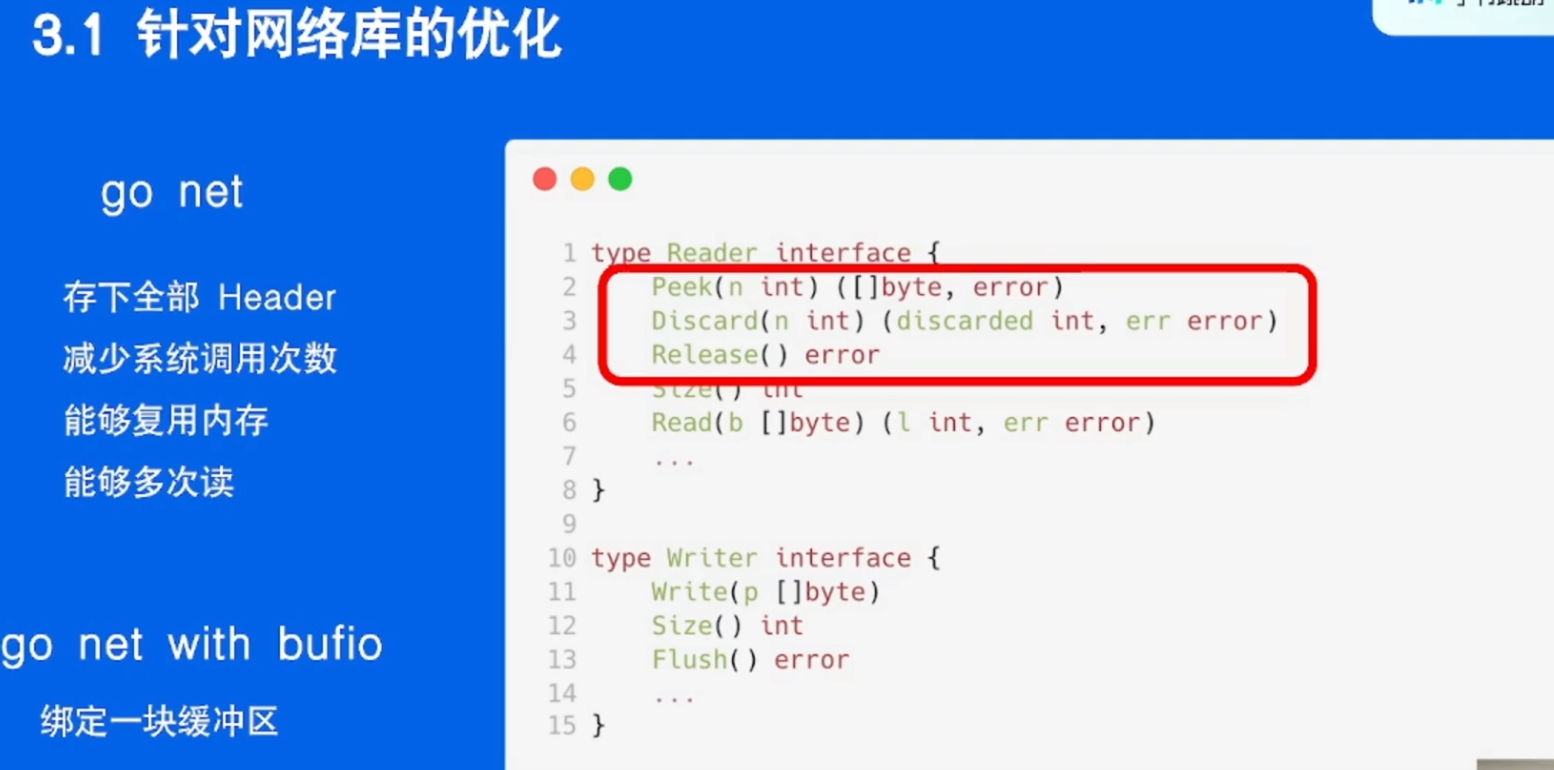 3.1 针对网络库的优化
go net
存下全部 Header
减少系统调用次数
能够复用内存
能够多次读
go net with bufio
绑定一块缓冲区
1 type Reader interface {
2 Peek(n int) ([]byte, error)
3 Discard(n int) (discarded int, err error)
4 Release() error
5 Size() int
6 Read(b []byte) (l int, err error)
7 ...
8 }
9
10 type Writer interface {
11 Write(p []byte)
12 Size() int
13 Flush() error
14 ...
15 }